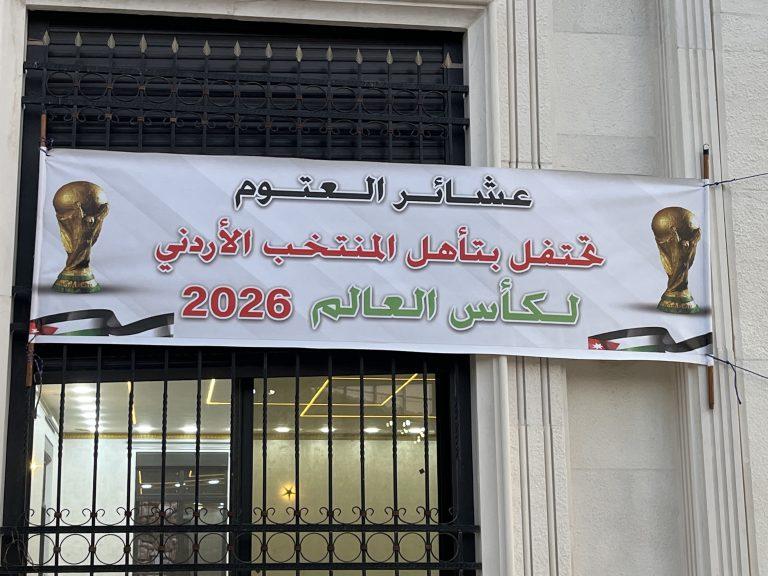 عشائر العتوم
تحتفل بتأهل المنتخب الأردني
لكأس العالم 2026